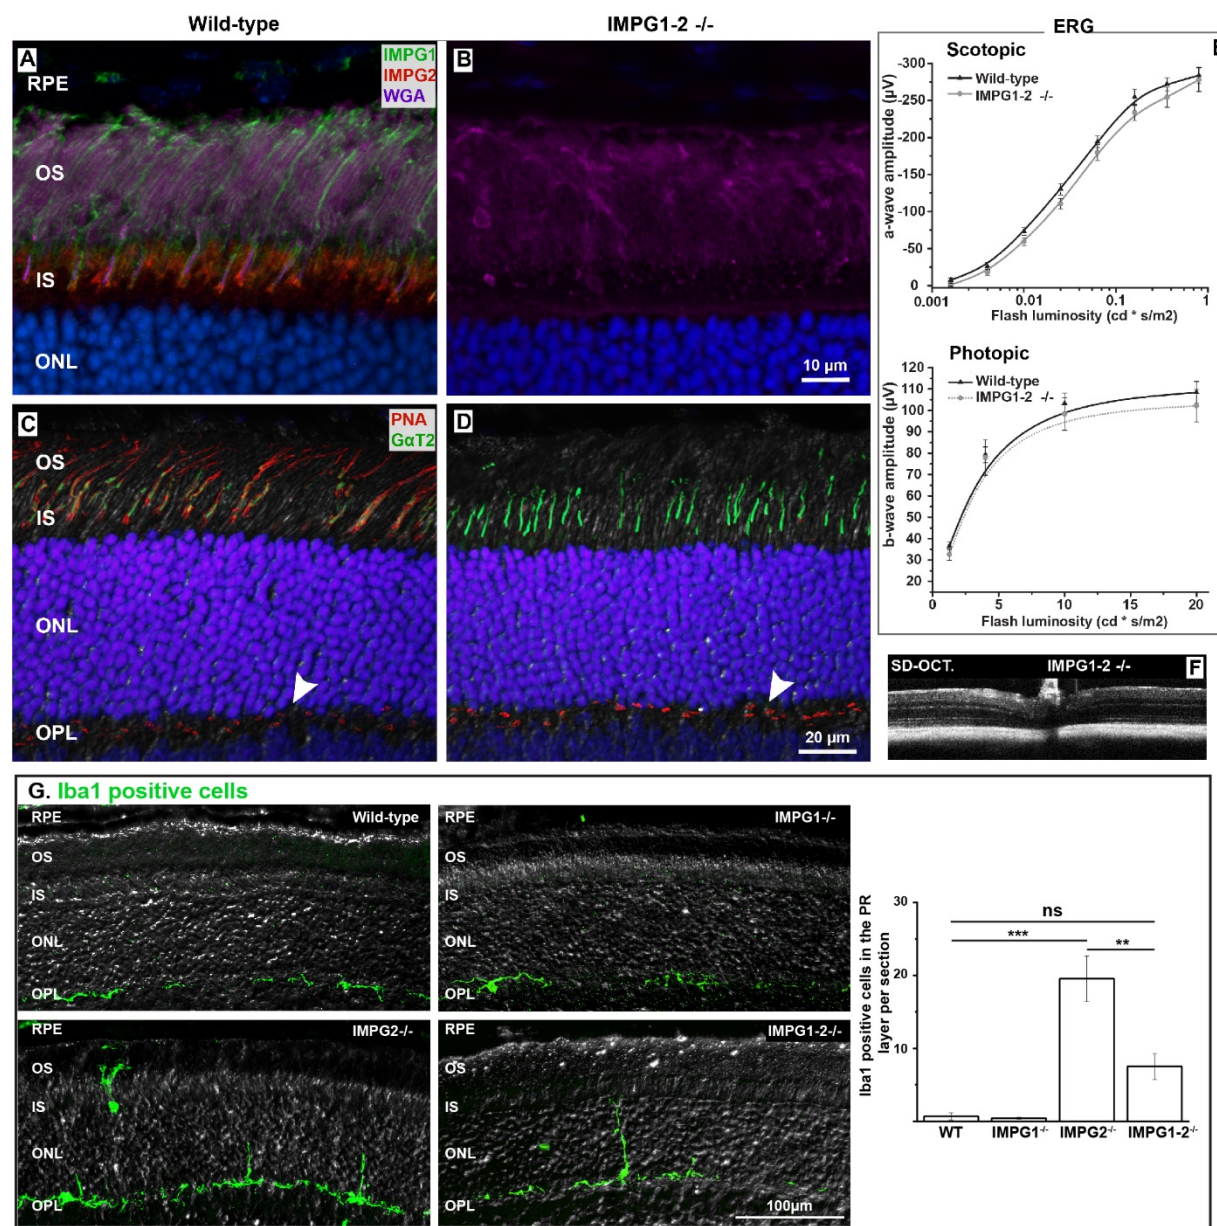 Wild-type
IMPG1-2 -/-
A
IMPG1
IMPG2
WGA
RPE
OS
IS
ONL
B
10 µm
C
PNA
GαT2
OS
IS
ONL
OPL
D
20 µm
ERG
E
Scotopic
Wild-type
IMPG1-2 -/-
a-wave amplitude (µV)
-300
-250
-200
-150
-100
-50
0
0.001 0.01 0.1 1
Flash luminosity (cd * s/m2)
Photopic
Wild-type
IMPG1-2 -/-
b-wave amplitude (µV)
110
100
90
80
70
60
50
40
30
20
0 5 10 15 20
Flash luminosity (cd * s/m2)
SD-OCT. IMPG1-2 -/- F
G. Iba1 positive cells
Wild-type
RPE
OS
IS
ONL
OPL
IMPG1-/-
RPE
OS
IS
ONL
OPL
IMPG2-/-
RPE
OS
IS
ONL
OPL
IMPG1-2-/-
RPE
OS
IS
ONL
OPL
100µm
Iba1 positive cells in the PR
layer per section
30
20
10
ns
***
**
WT IMPG1-/- IMPG2-/- IMPG1-2-/-